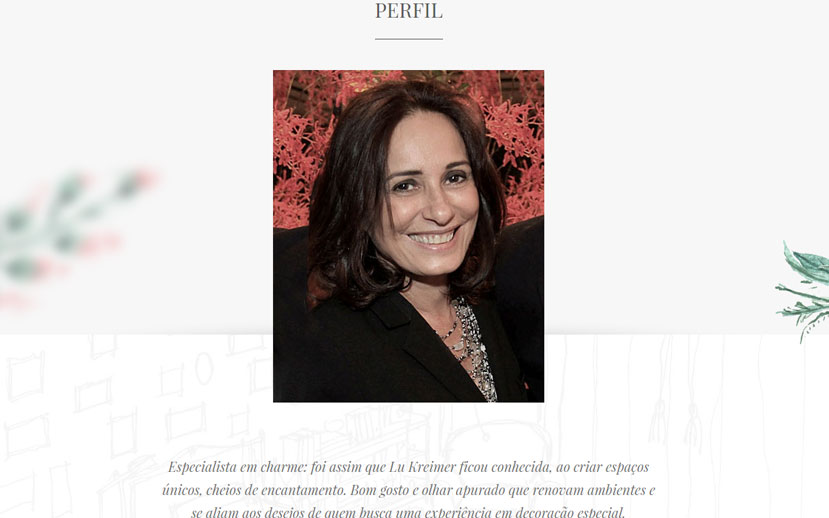 PERFIL
Especialista em charme: foi assim que Lu Kreimer ficou conhecida, ao criar espaços
únicos, cheios de encantamento. Bom gosto e olhar apurado que renovam ambientes e
se aliam aos desejos de quem busca uma experiência em decoração especial.